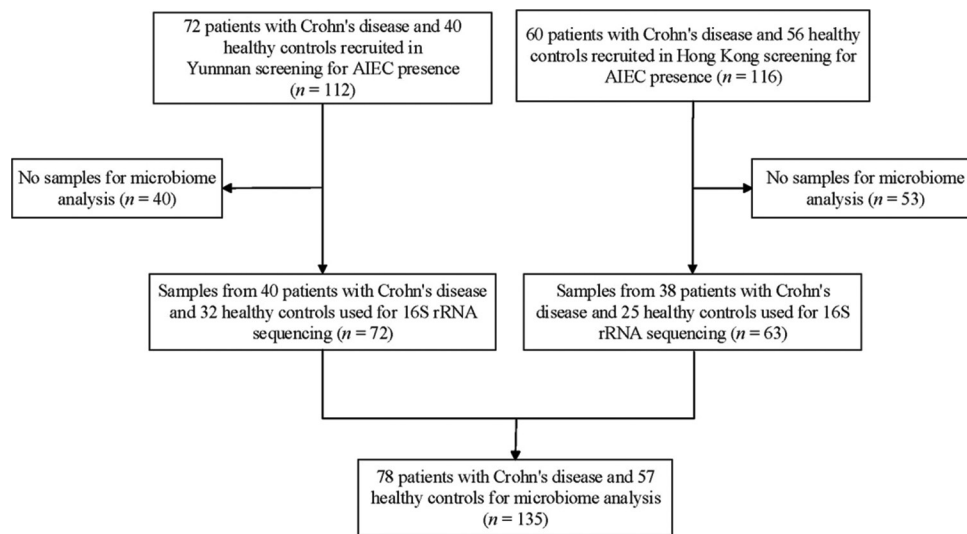 72 patients with Crohn's disease and 40
healthy controls recruited in
Yunnnan screening for AIEC presence
(n = 112)
60 patients with Crohn's disease and 56 healthy
controls recruited in Hong Kong screening for
AIEC presence (n = 116)
No samples for microbiome
analysis (n = 40)
No samples for microbiome
analysis (n = 53)
Samples from 40 patients with Crohn's disease
and 32 healthy controls used for 16S rRNA
sequencing (n = 72)
Samples from 38 patients with Crohn's
disease and 25 healthy controls used for 16S
rRNA sequencing (n = 63)
78 patients with Crohn's disease and 57
healthy controls for microbiome analysis
(n = 135)